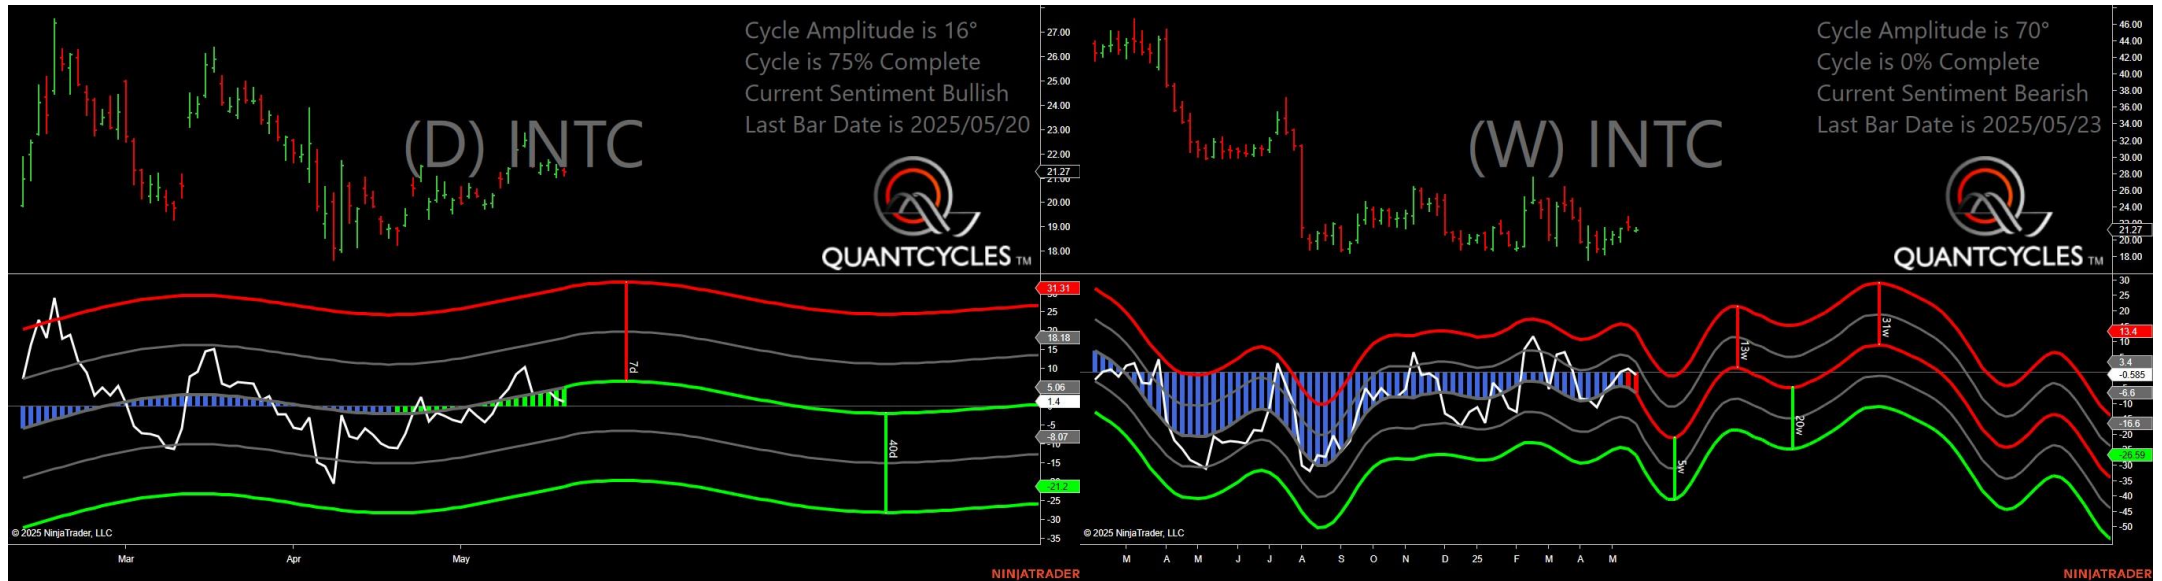 Cycle Amplitude is 16°
Cycle is 75% Complete
Current Sentiment Bullish
Last Bar Date is 2025/05/20
(D) INTC
QUANTCYCLES TM
27.00
26.00
25.00
24.00
23.00
22.00
21.27
21.00
20.00
19.00
18.00
31.31
25
18.18
15
10
5.06
1.4
-5
-8.07
-15
-21.2
-25
-30
-35
7d
40d
© 2025 NinjaTrader, LLC
Mar Apr May
NINJATRADER
Cycle Amplitude is 70°
Cycle is 0% Complete
Current Sentiment Bearish
Last Bar Date is 2025/05/23
(W) INTC
QUANTCYCLES TM
46.00
44.00
42.00
40.00
38.00
36.00
34.00
32.00
30.00
28.00
26.00
24.00
21.27
20.00
18.00
30
25
20
13.4
10
3.4
-0.585
-6.6
-10
-16.6
-20
-26.59
-30
-35
-40
-45
-50
13w
31w
20w
5w
© 2025 NinjaTrader, LLC
M A M J J A S O N D 25 F M A M
NINJATRADER